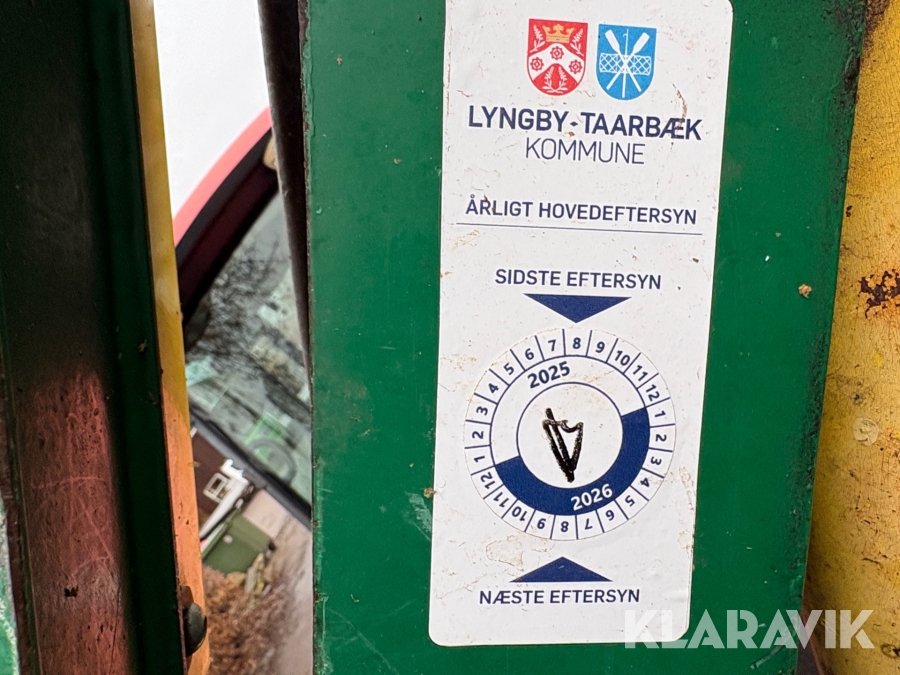 LYNGBY-TAARBÆK
KOMMUNE
ÅRLIGT HOVEDEFTERSYN
SIDSTE EFTERSYN
1 2 3 4 5 6 7 8 9 10 11 12
2025
2026
1 2 3 4 5 6 7 8 9 10 11 12
NÆSTE EFTERSYN
KLARAVIK